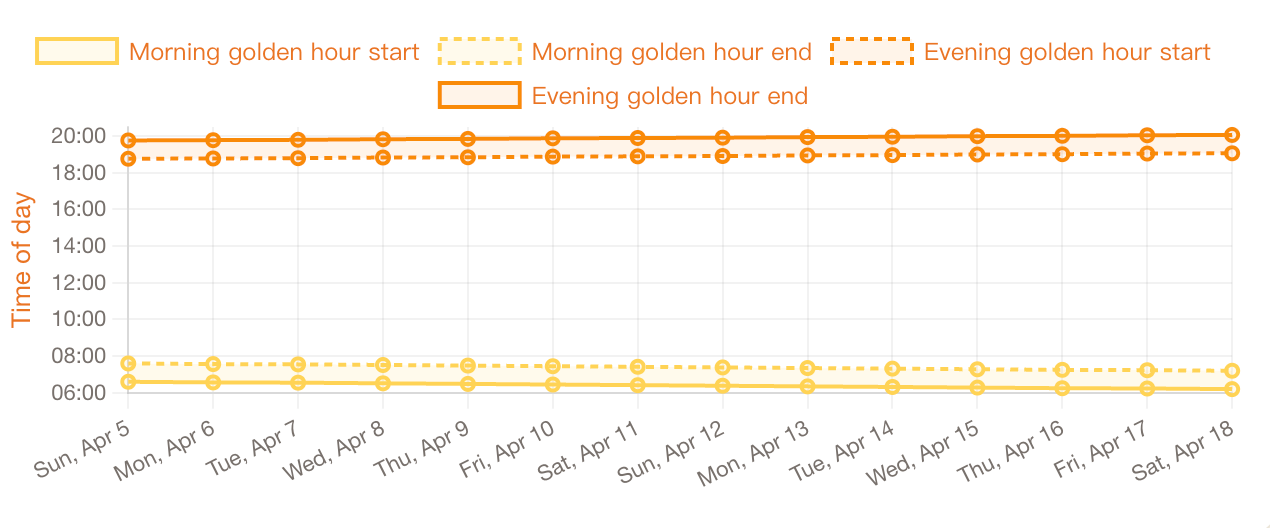 Morning golden hour start
Morning golden hour end
Evening golden hour start
Evening golden hour end
Time of day
20:00
18:00
16:00
14:00
12:00
10:00
08:00
06:00
Sun, Apr 5
Mon, Apr 6
Tue, Apr 7
Wed, Apr 8
Thu, Apr 9
Fri, Apr 10
Sat, Apr 11
Sun, Apr 12
Mon, Apr 13
Tue, Apr 14
Wed, Apr 15
Thu, Apr 16
Fri, Apr 17
Sat, Apr 18